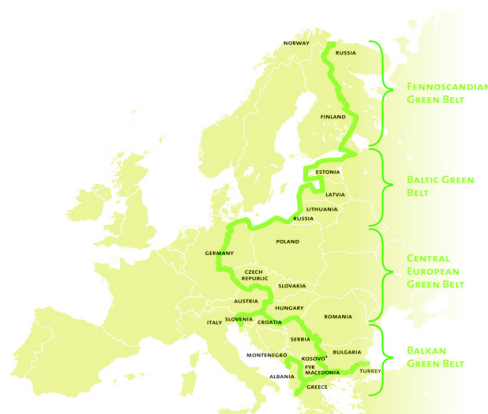 NORWAY
RUSSIA
FENNOSCANDIAN
GREEN BELT
FINLAND
ESTONIA
BALTIC GREEN
BELT
LATVIA
LITHUANIA
RUSSIA
POLAND
GERMANY
CENTRAL
EUROPEAN
GREEN BELT
CZECH
REPUBLIC
SLOVAKIA
AUSTRIA
HUNGARY
ROMANIA
SLOVENIA
ITALY
CROATIA
SERBIA
BULGARIA
BALKAN
GREEN BELT
MONTENEGRO
KOSOVO*
FYR
MACEDONIA
TURKEY
ALBANIA
GREECE